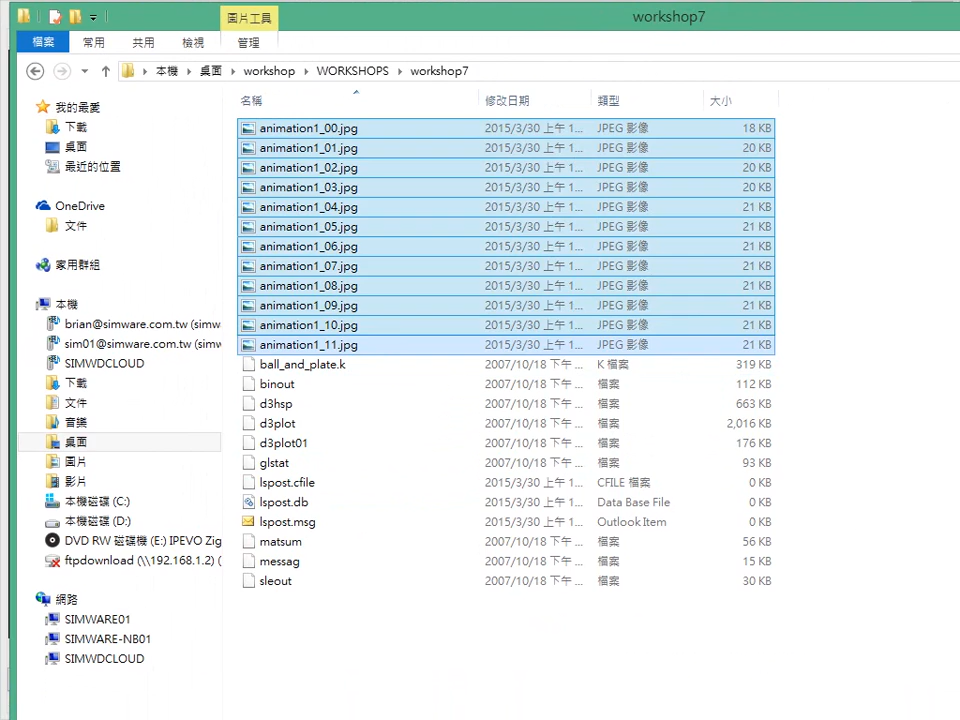 圖片工具
workshop7
檔案 常用 共用 檢視 管理
本機 桌面 workshop WORKSHOPS workshop7
名稱 修改日期 類型 大小
我的最愛
下載
桌面
最近的位置
OneDrive
文件
家用群組
本機
brian@simware.com.tw (simw
sim01@simware.com.tw (simw
SIMWDCLOUD
下載
文件
音樂
桌面
圖片
影片
本機磁碟 (C:)
本機磁碟 (D:)
DVD RW 磁碟機 (E:) IPEVO Zig
ftpdownload (\\192.168.1.2) (
網路
SIMWARE01
SIMWARE-NB01
SIMWDCLOUD
animation1_00.jpg 2015/3/30 上午 1... JPEG 影像 18 KB
animation1_01.jpg 2015/3/30 上午 1... JPEG 影像 20 KB
animation1_02.jpg 2015/3/30 上午 1... JPEG 影像 20 KB
animation1_03.jpg 2015/3/30 上午 1... JPEG 影像 20 KB
animation1_04.jpg 2015/3/30 上午 1... JPEG 影像 21 KB
animation1_05.jpg 2015/3/30 上午 1... JPEG 影像 21 KB
animation1_06.jpg 2015/3/30 上午 1... JPEG 影像 21 KB
animation1_07.jpg 2015/3/30 上午 1... JPEG 影像 21 KB
animation1_08.jpg 2015/3/30 上午 1... JPEG 影像 21 KB
animation1_09.jpg 2015/3/30 上午 1... JPEG 影像 21 KB
animation1_10.jpg 2015/3/30 上午 1... JPEG 影像 21 KB
animation1_11.jpg 2015/3/30 上午 1... JPEG 影像 21 KB
ball_and_plate.k 2007/10/18 下午 ... K 檔案 319 KB
binout 2007/10/18 下午 ... 檔案 112 KB
d3hsp 2007/10/18 下午 ... 檔案 663 KB
d3plot 2007/10/18 下午 ... 檔案 2,016 KB
d3plot01 2007/10/18 下午 ... 檔案 176 KB
glstat 2007/10/18 下午 ... 檔案 93 KB
lspost.cfile 2015/3/30 上午 1... CFILE 檔案 0 KB
lspost.db 2015/3/30 上午 1... Data Base File 0 KB
lspost.msg 2015/3/30 上午 1... Outlook Item 0 KB
matsum 2007/10/18 下午 ... 檔案 56 KB
messag 2007/10/18 下午 ... 檔案 15 KB
sleout 2007/10/18 下午 ... 檔案 30 KB